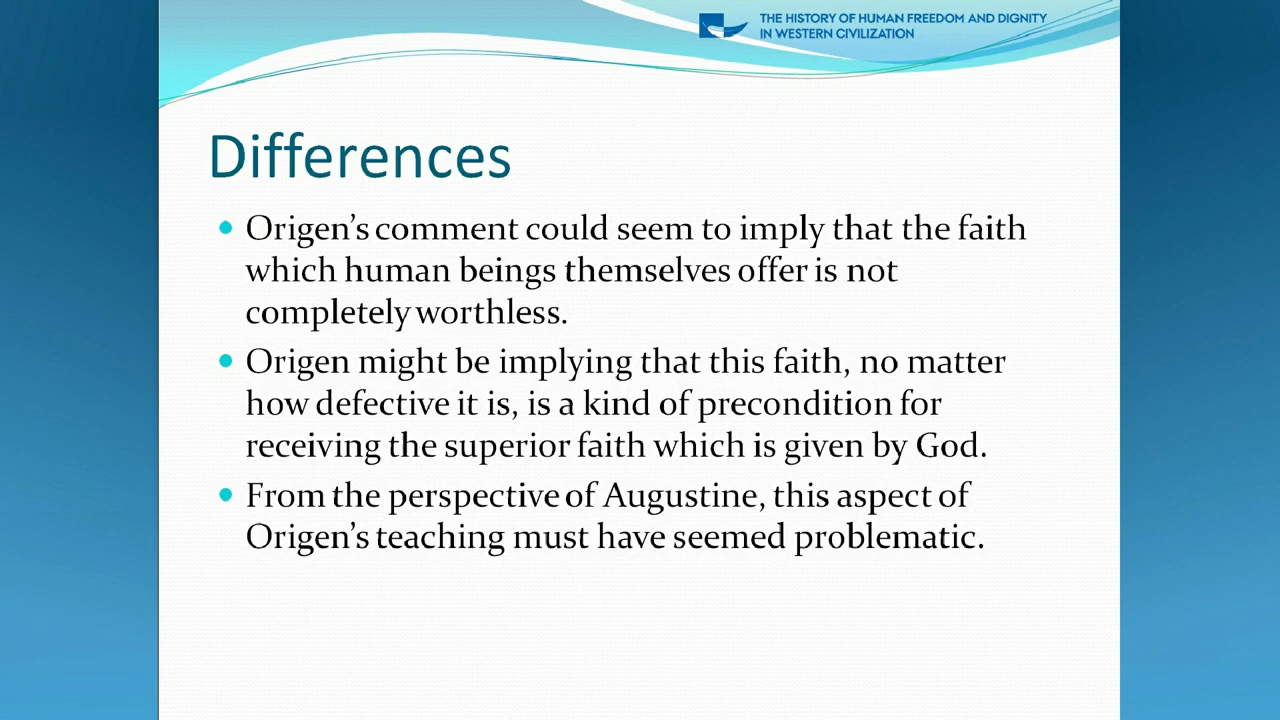 THE HISTORY OF HUMAN FREEDOM AND DIGNITY
IN WESTERN CIVILIZATION
Differences
• Origen's comment could seem to imply that the faith
which human beings themselves offer is not
completely worthless.
• Origen might be implying that this faith, no matter
how defective it is, is a kind of precondition for
receiving the superior faith which is given by God.
• From the perspective of Augustine, this aspect of
Origen's teaching must have seemed problematic.